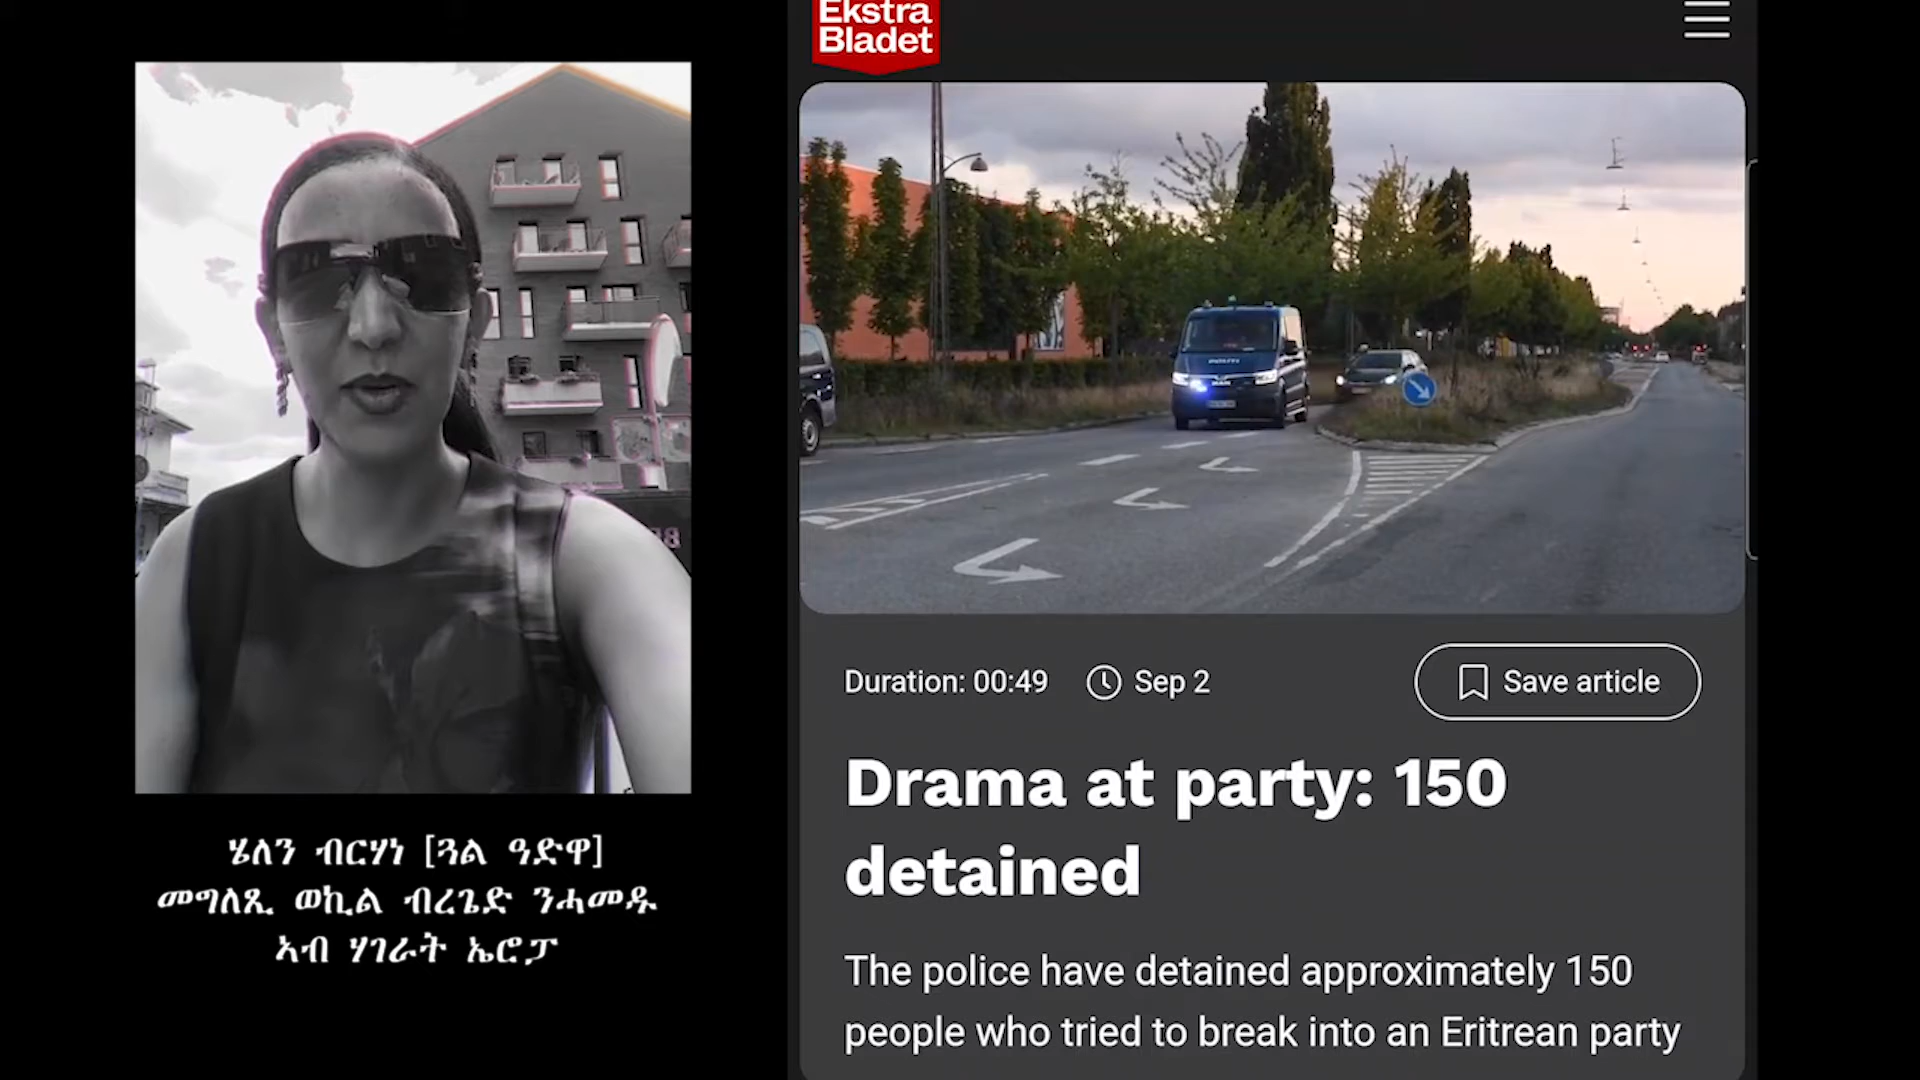 ሄለን ብርሃነ [ጓል ዓድዋ]
መግለጺ ወኪል ብረጌድ ንሓመዱ
ኣብ ሃገራት ኤሮፓ
Ekstra
Bladet
POLITI
MAN
Duration: 00:49 Sep 2 Save article
Drama at party: 150
detained
The police have detained approximately 150
people who tried to break into an Eritrean party